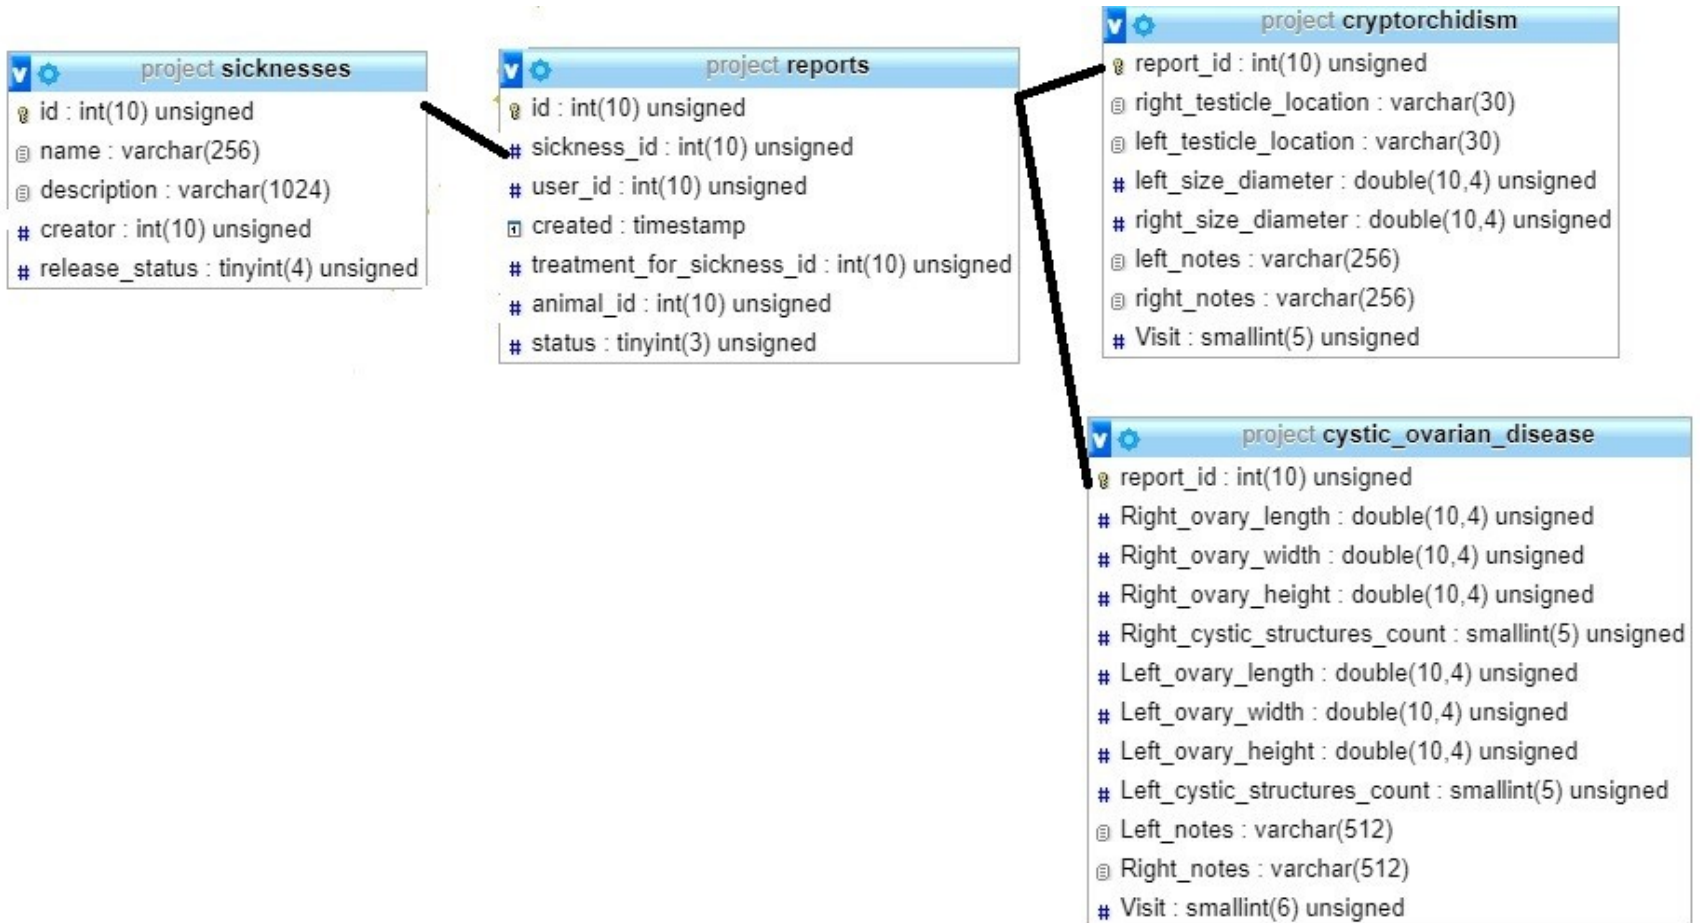 project sicknesses
id : int(10) unsigned
name : varchar(256)
description : varchar(1024)
creator : int(10) unsigned
release_status : tinyint(4) unsigned
project reports
id : int(10) unsigned
sickness_id : int(10) unsigned
user_id : int(10) unsigned
created : timestamp
treatment_for_sickness_id : int(10) unsigned
animal_id : int(10) unsigned
status : tinyint(3) unsigned
project cryptorchidism
report_id : int(10) unsigned
right_testicle_location : varchar(30)
left_testicle_location : varchar(30)
left_size_diameter : double(10,4) unsigned
right_size_diameter : double(10,4) unsigned
left_notes : varchar(256)
right_notes : varchar(256)
Visit : smallint(5) unsigned
project cystic_ovarian_disease
report_id : int(10) unsigned
Right_ovary_length : double(10,4) unsigned
Right_ovary_width : double(10,4) unsigned
Right_ovary_height : double(10,4) unsigned
Right_cystic_structures_count : smallint(5) unsigned
Left_ovary_length : double(10,4) unsigned
Left_ovary_width : double(10,4) unsigned
Left_ovary_height : double(10,4) unsigned
Left_cystic_structures_count : smallint(5) unsigned
Left_notes : varchar(512)
Right_notes : varchar(512)
Visit : smallint(6) unsigned